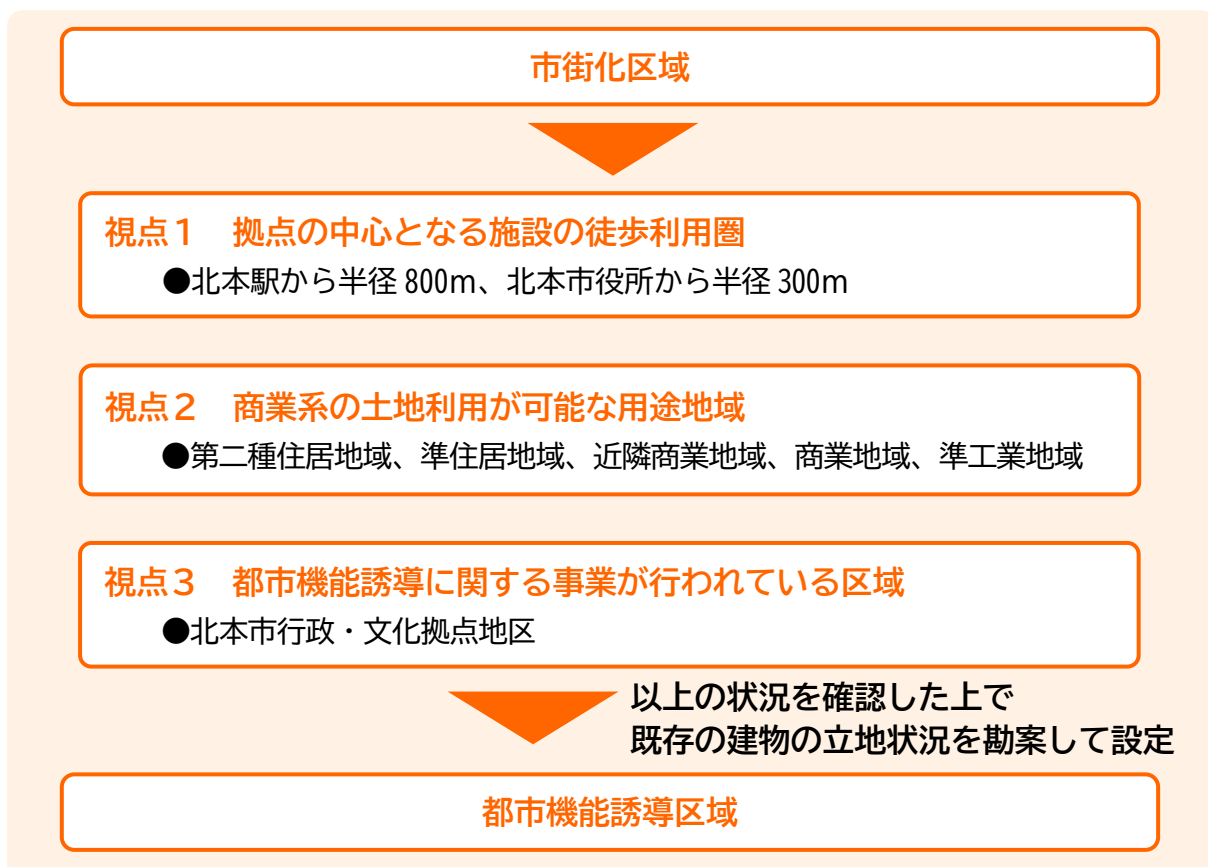 市街化区域
視点１　拠点の中心となる施設の徒歩利用圏
●北本駅から半径 800ｍ、北本市役所から半径 300ｍ
視点２　商業系の土地利用が可能な用途地域
●第二種住居地域、準住居地域、近隣商業地域、商業地域、準工業地域
視点３　都市機能誘導に関する事業が行われている区域
●北本市行政・文化拠点地区
以上の状況を確認した上で
既存の建物の立地状況を勘案して設定
都市機能誘導区域